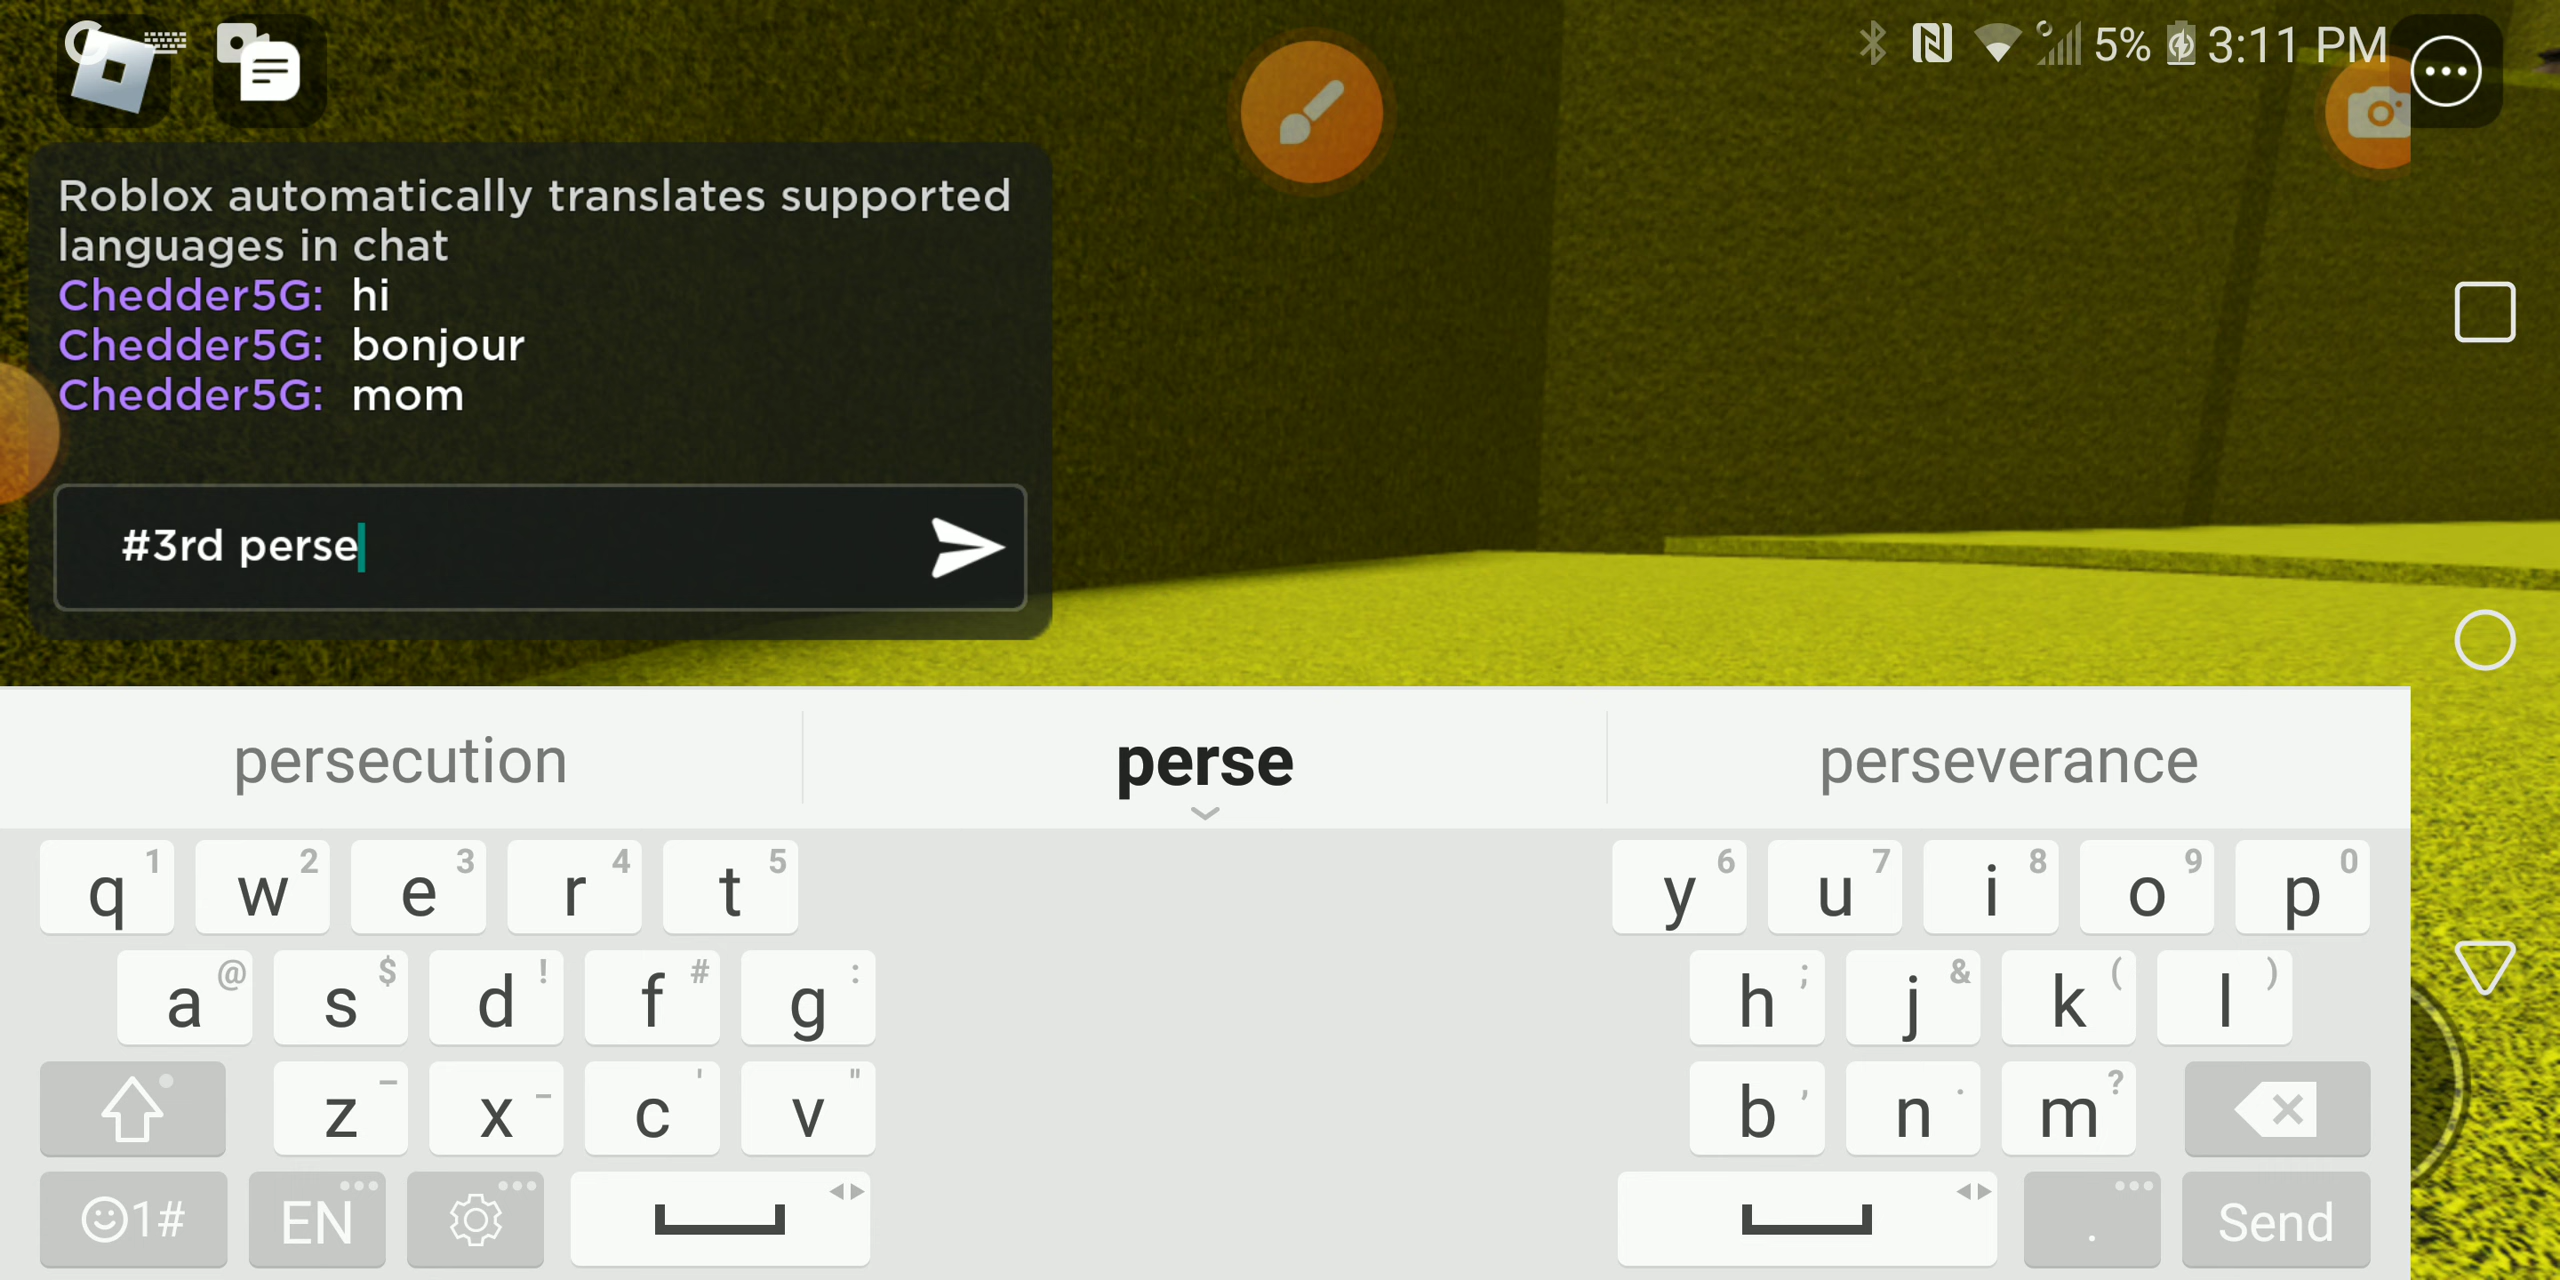 5% 3:11 PM
Roblox automatically translates supported
languages in chat
Chedder5G: hi
Chedder5G: bonjour
Chedder5G: mom
#3rd perse
persecution perse perseverance
q 1 w 2 e 3 r 4 t 5 y 6 u 7 i 8 o 9 p 0
a @ s $ d ! f # g : h ; j & k ( l )
z – x - c ' v " b , n . m ?
1# EN . Send